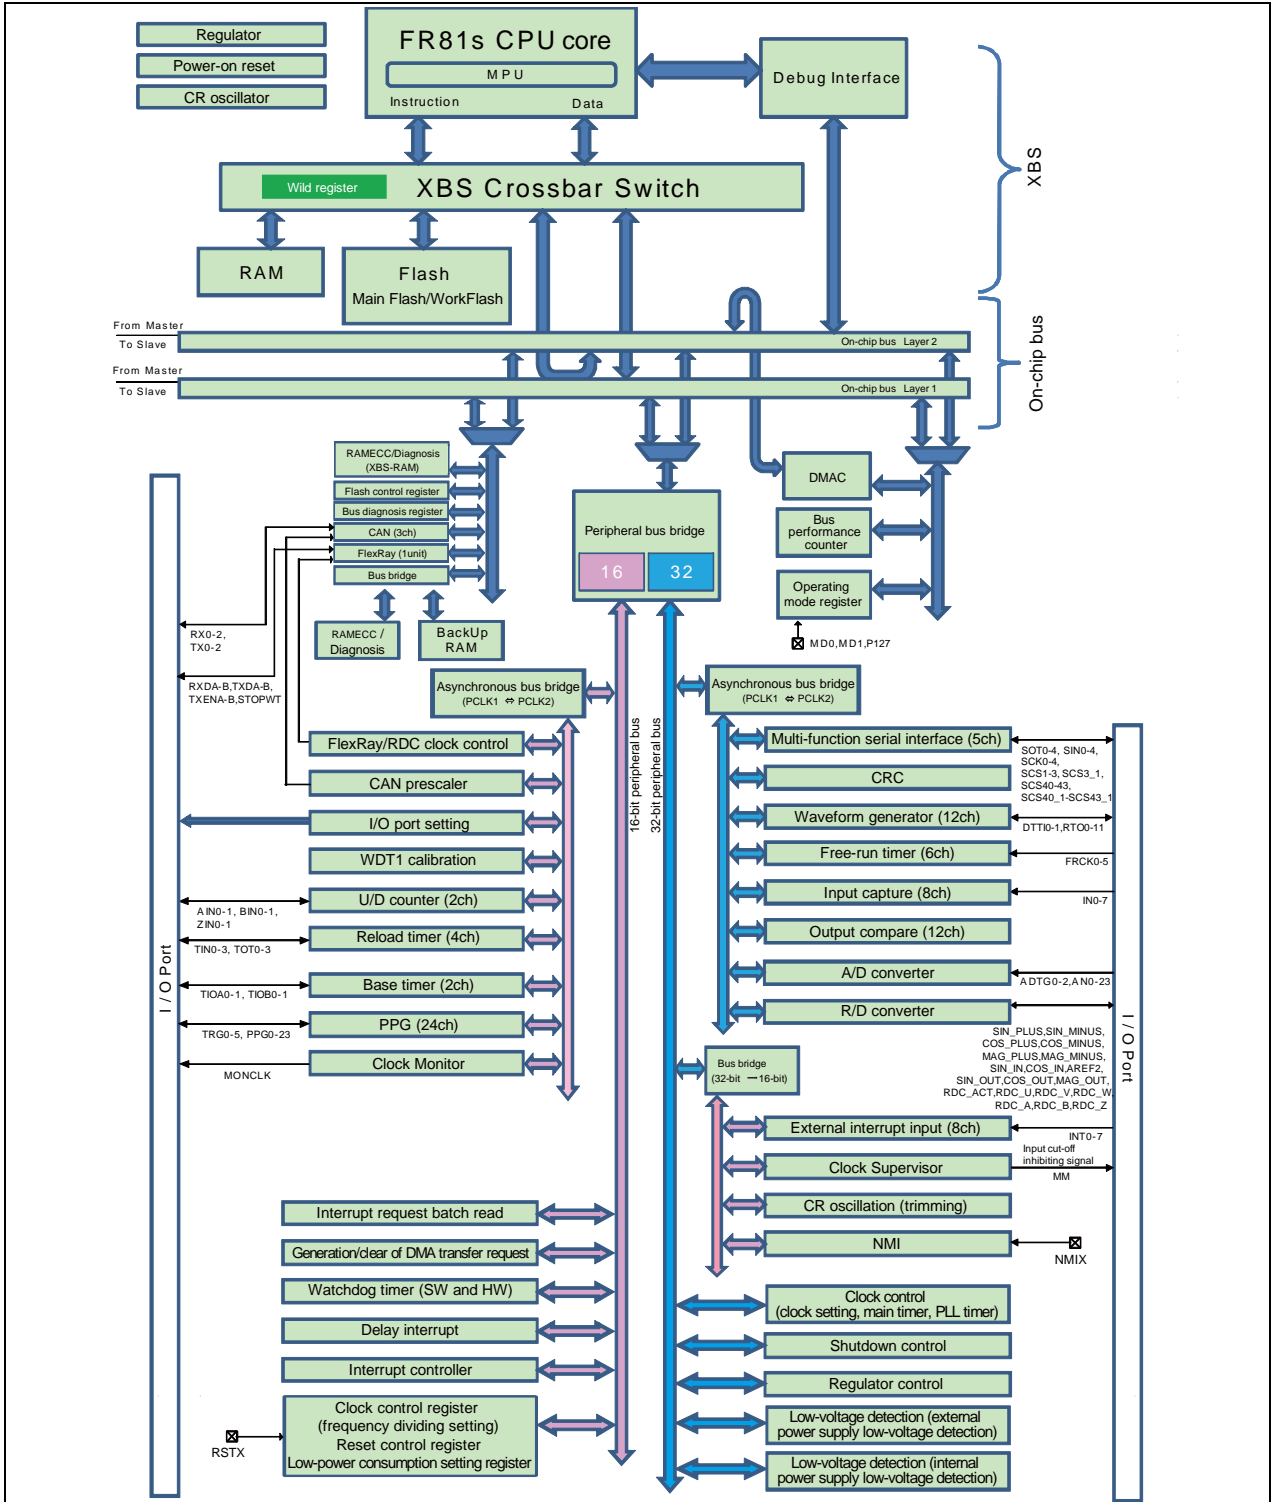 Regulator
Power-on reset
CR oscillator
FR81s CPU core
MPU
Instruction
Data
Debug Interface
XBS
Wild register
XBS Crossbar Switch
RAM
Flash
Main Flash/WorkFlash
From Master
To Slave
On-chip bus Layer 2
From Master
To Slave
On-chip bus Layer 1
On-chip bus
RAMECC/Diagnosis
(XBS-RAM)
Flash control register
Bus diagnosis register
CAN (3ch)
FlexRay (1unit)
Bus bridge
RAMECC /
Diagnosis
BackUp
RAM
Peripheral bus bridge
16
32
DMAC
Bus
performance
counter
Operating
mode register
MD0,MD1,P127
RX0-2,
TX0-2
RXDA-B,TXDA-B,
TXENA-B,STOPWT
Asynchronous bus bridge
(PCLK1 ⇔ PCLK2)
16-bit peripheral bus
32-bit peripheral bus
Asynchronous bus bridge
(PCLK1 ⇔ PCLK2)
FlexRay/RDC clock control
CAN prescaler
I/O port setting
WDT1 calibration
U/D counter (2ch)
AIN0-1, BIN0-1,
ZIN0-1
Reload timer (4ch)
TIN0-3, TOT0-3
Base timer (2ch)
TIOA0-1, TIOB0-1
PPG (24ch)
TRG0-5, PPG0-23
Clock Monitor
MONCLK
I/O Port
Multi-function serial interface (5ch)
SOT0-4, SIN0-4,
SCK0-4,
SCS1-3, SCS3_1,
SCS40-43,
SCS40_1-SCS43_1
CRC
Waveform generator (12ch)
DTTI0-1,RTO0-11
Free-run timer (6ch)
FRCK0-5
Input capture (8ch)
IN0-7
Output compare (12ch)
A/D converter
ADTG0-2,AN0-23
R/D converter
SIN_PLUS,SIN_MINUS,
COS_PLUS,COS_MINUS,
MAG_PLUS,MAG_MINUS,
SIN_IN,COS_IN,AREF2,
SIN_OUT,COS_OUT,MAG_OUT,
RDC_ACT,RDC_U,RDC_V,RDC_W,
RDC_A,RDC_B,RDC_Z
I/O Port
Bus bridge
(32-bit ー16-bit)
External interrupt input (8ch)
INT0-7
Input cut-off
inhibiting signal
Clock Supervisor
MM
CR oscillation (trimming)
NMI
NMIX
Interrupt request batch read
Generation/clear of DMA transfer request
Watchdog timer (SW and HW)
Delay interrupt
Interrupt controller
Clock control register
(frequency dividing setting)
Reset control register
Low-power consumption setting register
RSTX
Clock control
(clock setting, main timer, PLL timer)
Shutdown control
Regulator control
Low-voltage detection (external
power supply low-voltage detection)
Low-voltage detection (internal
power supply low-voltage detection)